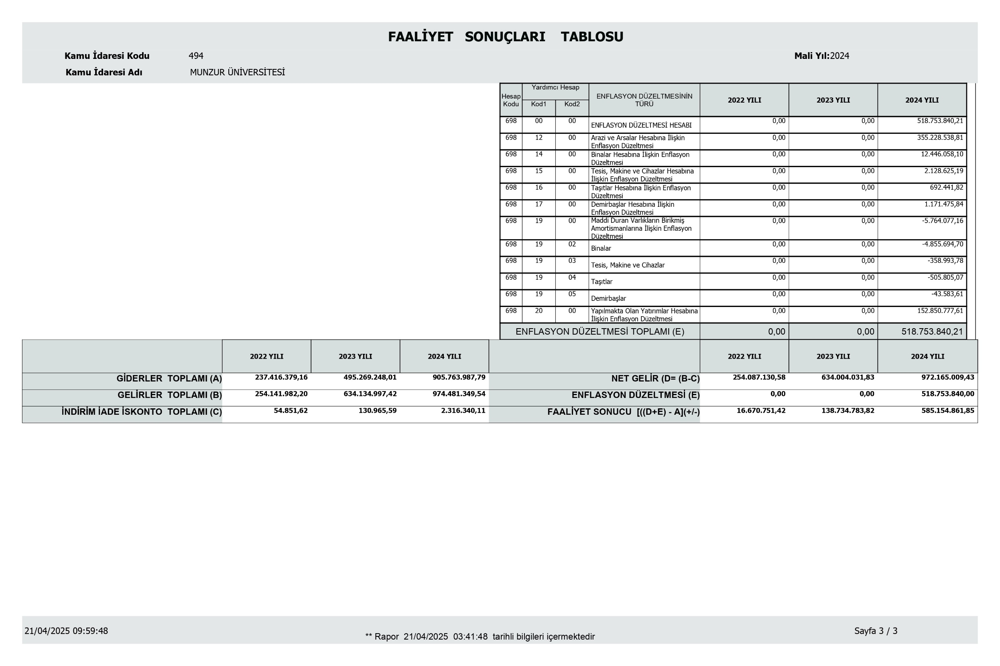 FAALİYET SONUÇLARI TABLOSU
Kamu İdaresi Kodu 494 Mali Yıl:2024
Kamu İdaresi Adı MUNZUR ÜNİVERSİTESİ
Hesap Kodu Yardımcı Hesap Kod1 Kod2 ENFLASYON DÜZELTMESİNİN TÜRÜ 2022 YILI 2023 YILI 2024 YILI
698 00 00 ENFLASYON DÜZELTMESİ HESABI 0,00 0,00 518.753.840,21
698 12 00 Arazi ve Arsalar Hesabına İlişkin Enflasyon Düzeltmesi 0,00 0,00 355.228.538,81
698 14 00 Binalar Hesabına İlişkin Enflasyon Düzeltmesi 0,00 0,00 12.446.058,10
698 15 00 Tesis, Makine ve Cihazlar Hesabına İlişkin Enflasyon Düzeltmesi 0,00 0,00 2.128.625,19
698 16 00 Taşıtlar Hesabına İlişkin Enflasyon Düzeltmesi 0,00 0,00 692.441,82
698 17 00 Demirbaşlar Hesabına İlişkin Enflasyon Düzeltmesi 0,00 0,00 1.171.475,84
698 19 00 Maddi Duran Varlıkların Birikmiş Amortismanlarına İlişkin Enflasyon Düzeltmesi 0,00 0,00 -5.764.077,16
698 19 02 Binalar 0,00 0,00 -4.855.694,70
698 19 03 Tesis, Makine ve Cihazlar 0,00 0,00 -358.993,78
698 19 04 Taşıtlar 0,00 0,00 -505.805,07
698 19 05 Demirbaşlar 0,00 0,00 -43.583,61
698 20 00 Yapılmakta Olan Yatırımlar Hesabına İlişkin Enflasyon Düzeltmesi 0,00 0,00 152.850.777,61
ENFLASYON DÜZELTMESİ TOPLAMI (E) 0,00 0,00 518.753.840,21
2022 YILI 2023 YILI 2024 YILI 2022 YILI 2023 YILI 2024 YILI
GİDERLER TOPLAMI (A) 237.416.379,16 495.269.248,01 905.763.987,79 NET GELİR (D= (B-C) 254.087.130,58 634.004.031,83 972.165.009,43
GELİRLER TOPLAMI (B) 254.141.982,20 634.134.997,42 974.481.349,54 ENFLASYON DÜZELTMESİ (E) 0,00 0,00 518.753.840,00
İNDİRİM İADE İSKONTO TOPLAMI (C) 54.851,62 130.965,59 2.316.340,11 FAALİYET SONUCU [((D+E) - A](+/-) 16.670.751,42 138.734.783,82 585.154.861,85
21/04/2025 09:59:48 ** Rapor 21/04/2025 03:41:48 tarihli bilgileri içermektedir Sayfa 3 / 3